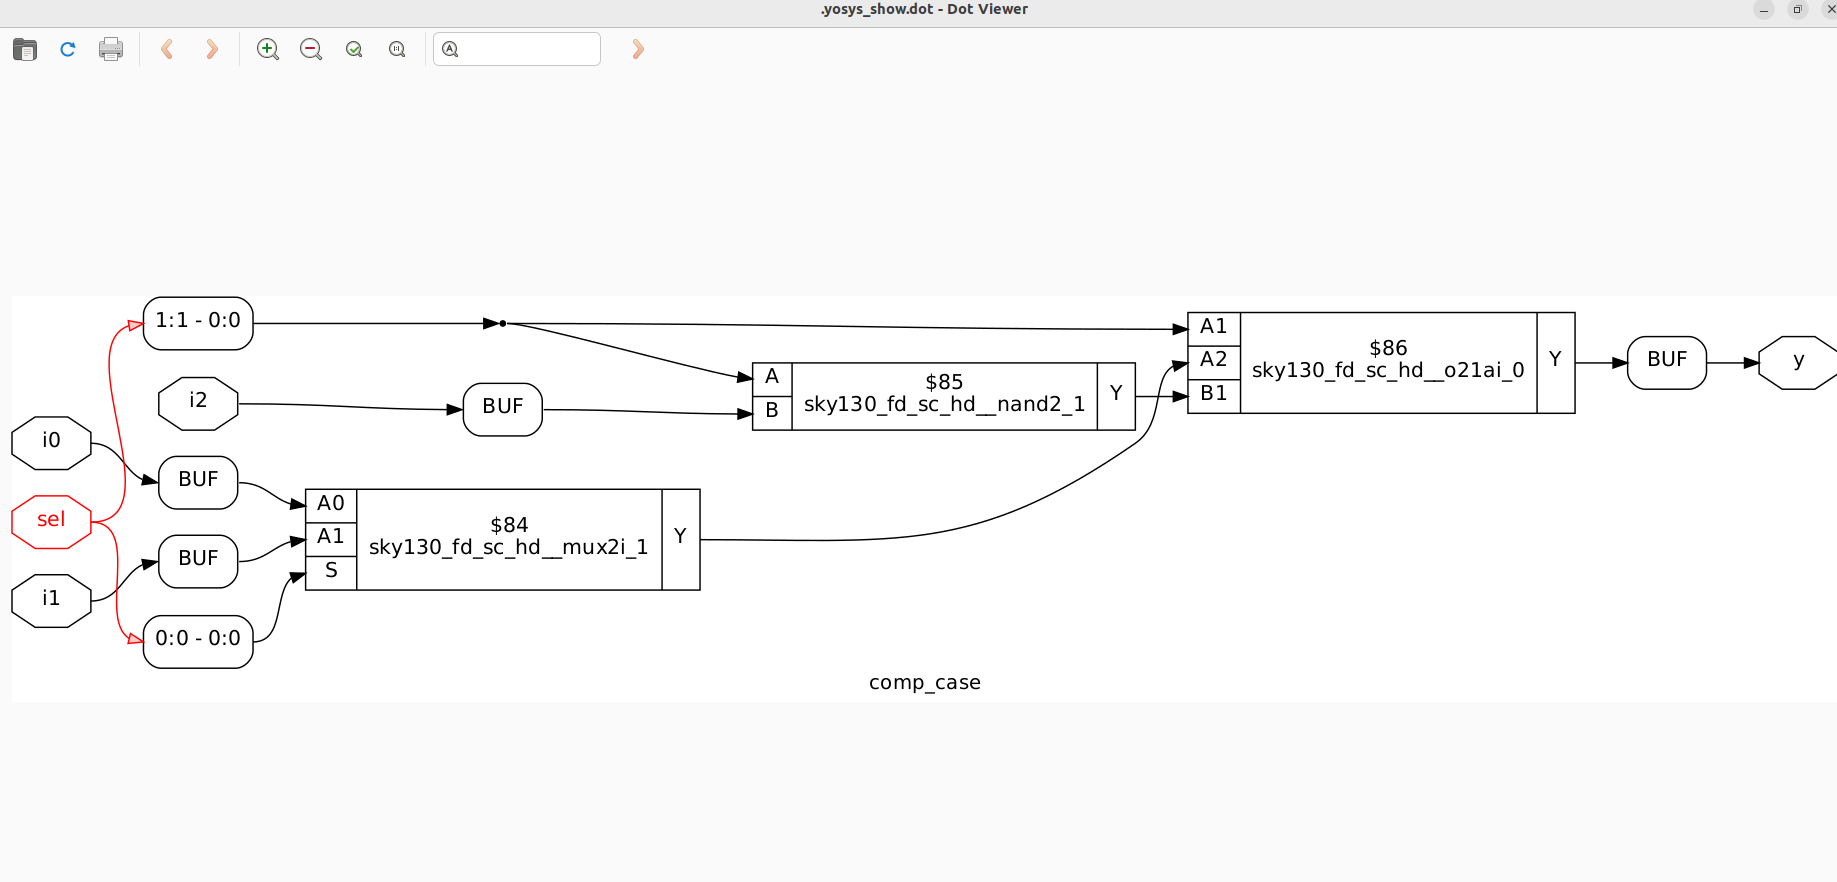 .yosys_show.dot - Dot Viewer
1:1 - 0:0
i2
BUF
i0
BUF
sel
BUF
i1
0:0 - 0:0
A0
A1
S
$84
sky130_fd_sc_hd__mux2i_1
Y
A
B
$85
sky130_fd_sc_hd__nand2_1
Y
A1
A2
B1
$86
sky130_fd_sc_hd__o21ai_0
Y
BUF
y
comp_case